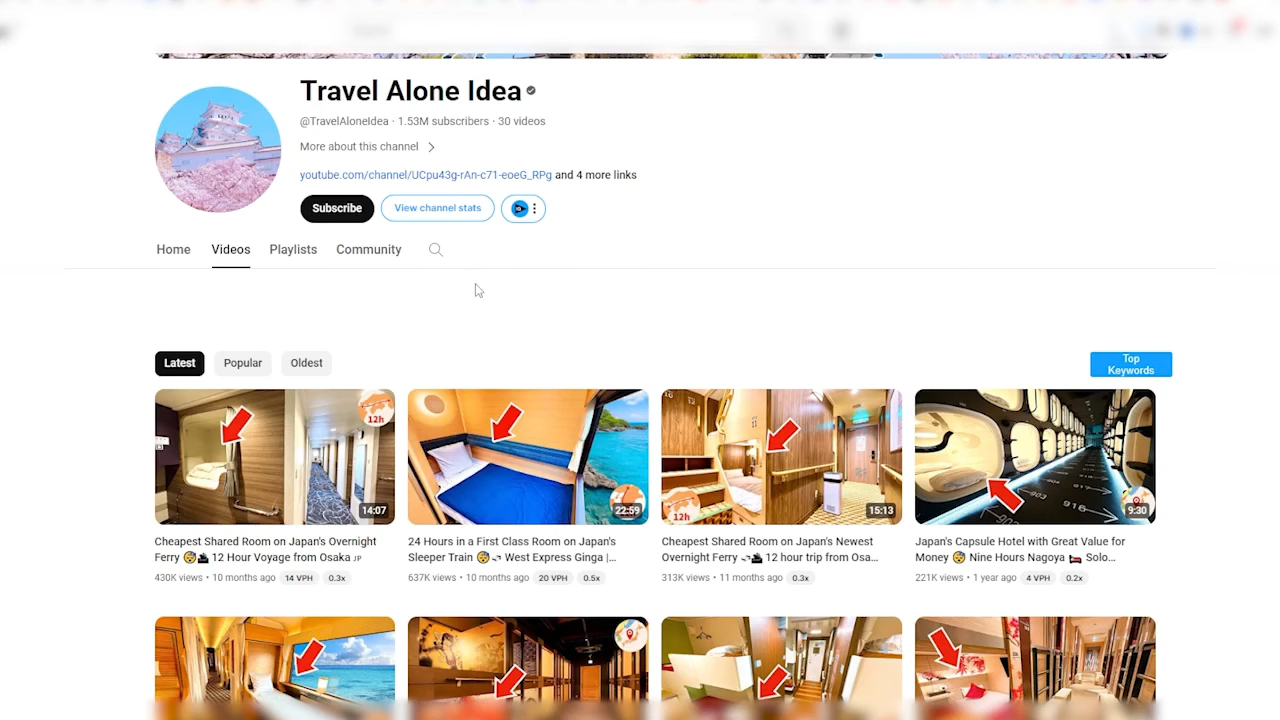 Travel Alone Idea
@TravelAloneIdea · 1.53M subscribers · 30 videos
More about this channel
youtube.com/channel/UCpu43g-rAn-c71-eoeG_RPg and 4 more links
Subscribe
View channel stats
Home Videos Playlists Community
Latest Popular Oldest
Top
Keywords
12h
14:07
22:59
12h
15:13
916
9:30
Cheapest Shared Room on Japan's Overnight
Ferry 😴🛳 12 Hour Voyage from Osaka JP
430K views • 10 months ago 14 VPH 0.3x
24 Hours in a First Class Room on Japan's
Sleeper Train 😴 West Express Ginga |...
637K views • 10 months ago 20 VPH 0.5x
Cheapest Shared Room on Japan's Newest
Overnight Ferry 🛳 12 hour trip from Osa...
313K views • 11 months ago 0.3x
Japan's Capsule Hotel with Great Value for
Money 😴 Nine Hours Nagoya 🛏 Solo...
221K views • 1 year ago 4 VPH 0.2x